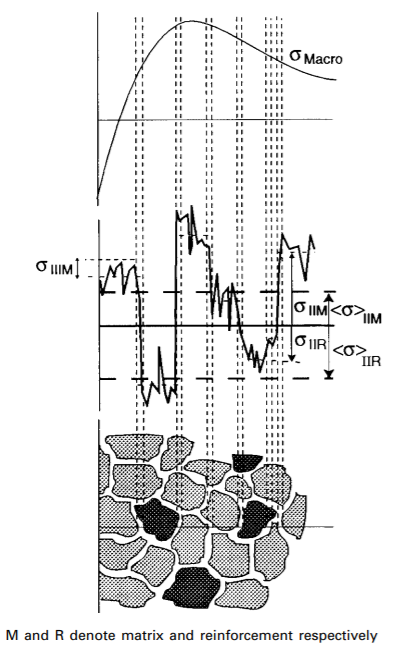 σMacro
σIIIM
σIIM <σ>IIM
σIIR <σ>IIR
M and R denote matrix and reinforcement respectively